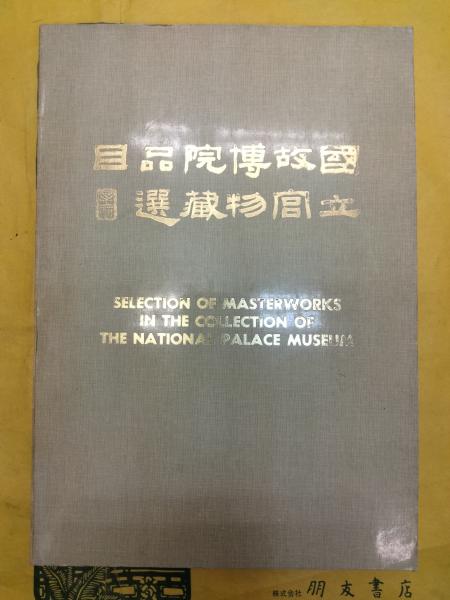 國立
故宮
博物
院藏
品選
目
SELECTION OF MASTERWORKS
IN THE COLLECTION OF
THE NATIONAL PALACE MUSEUM
株式会社 朋友書店